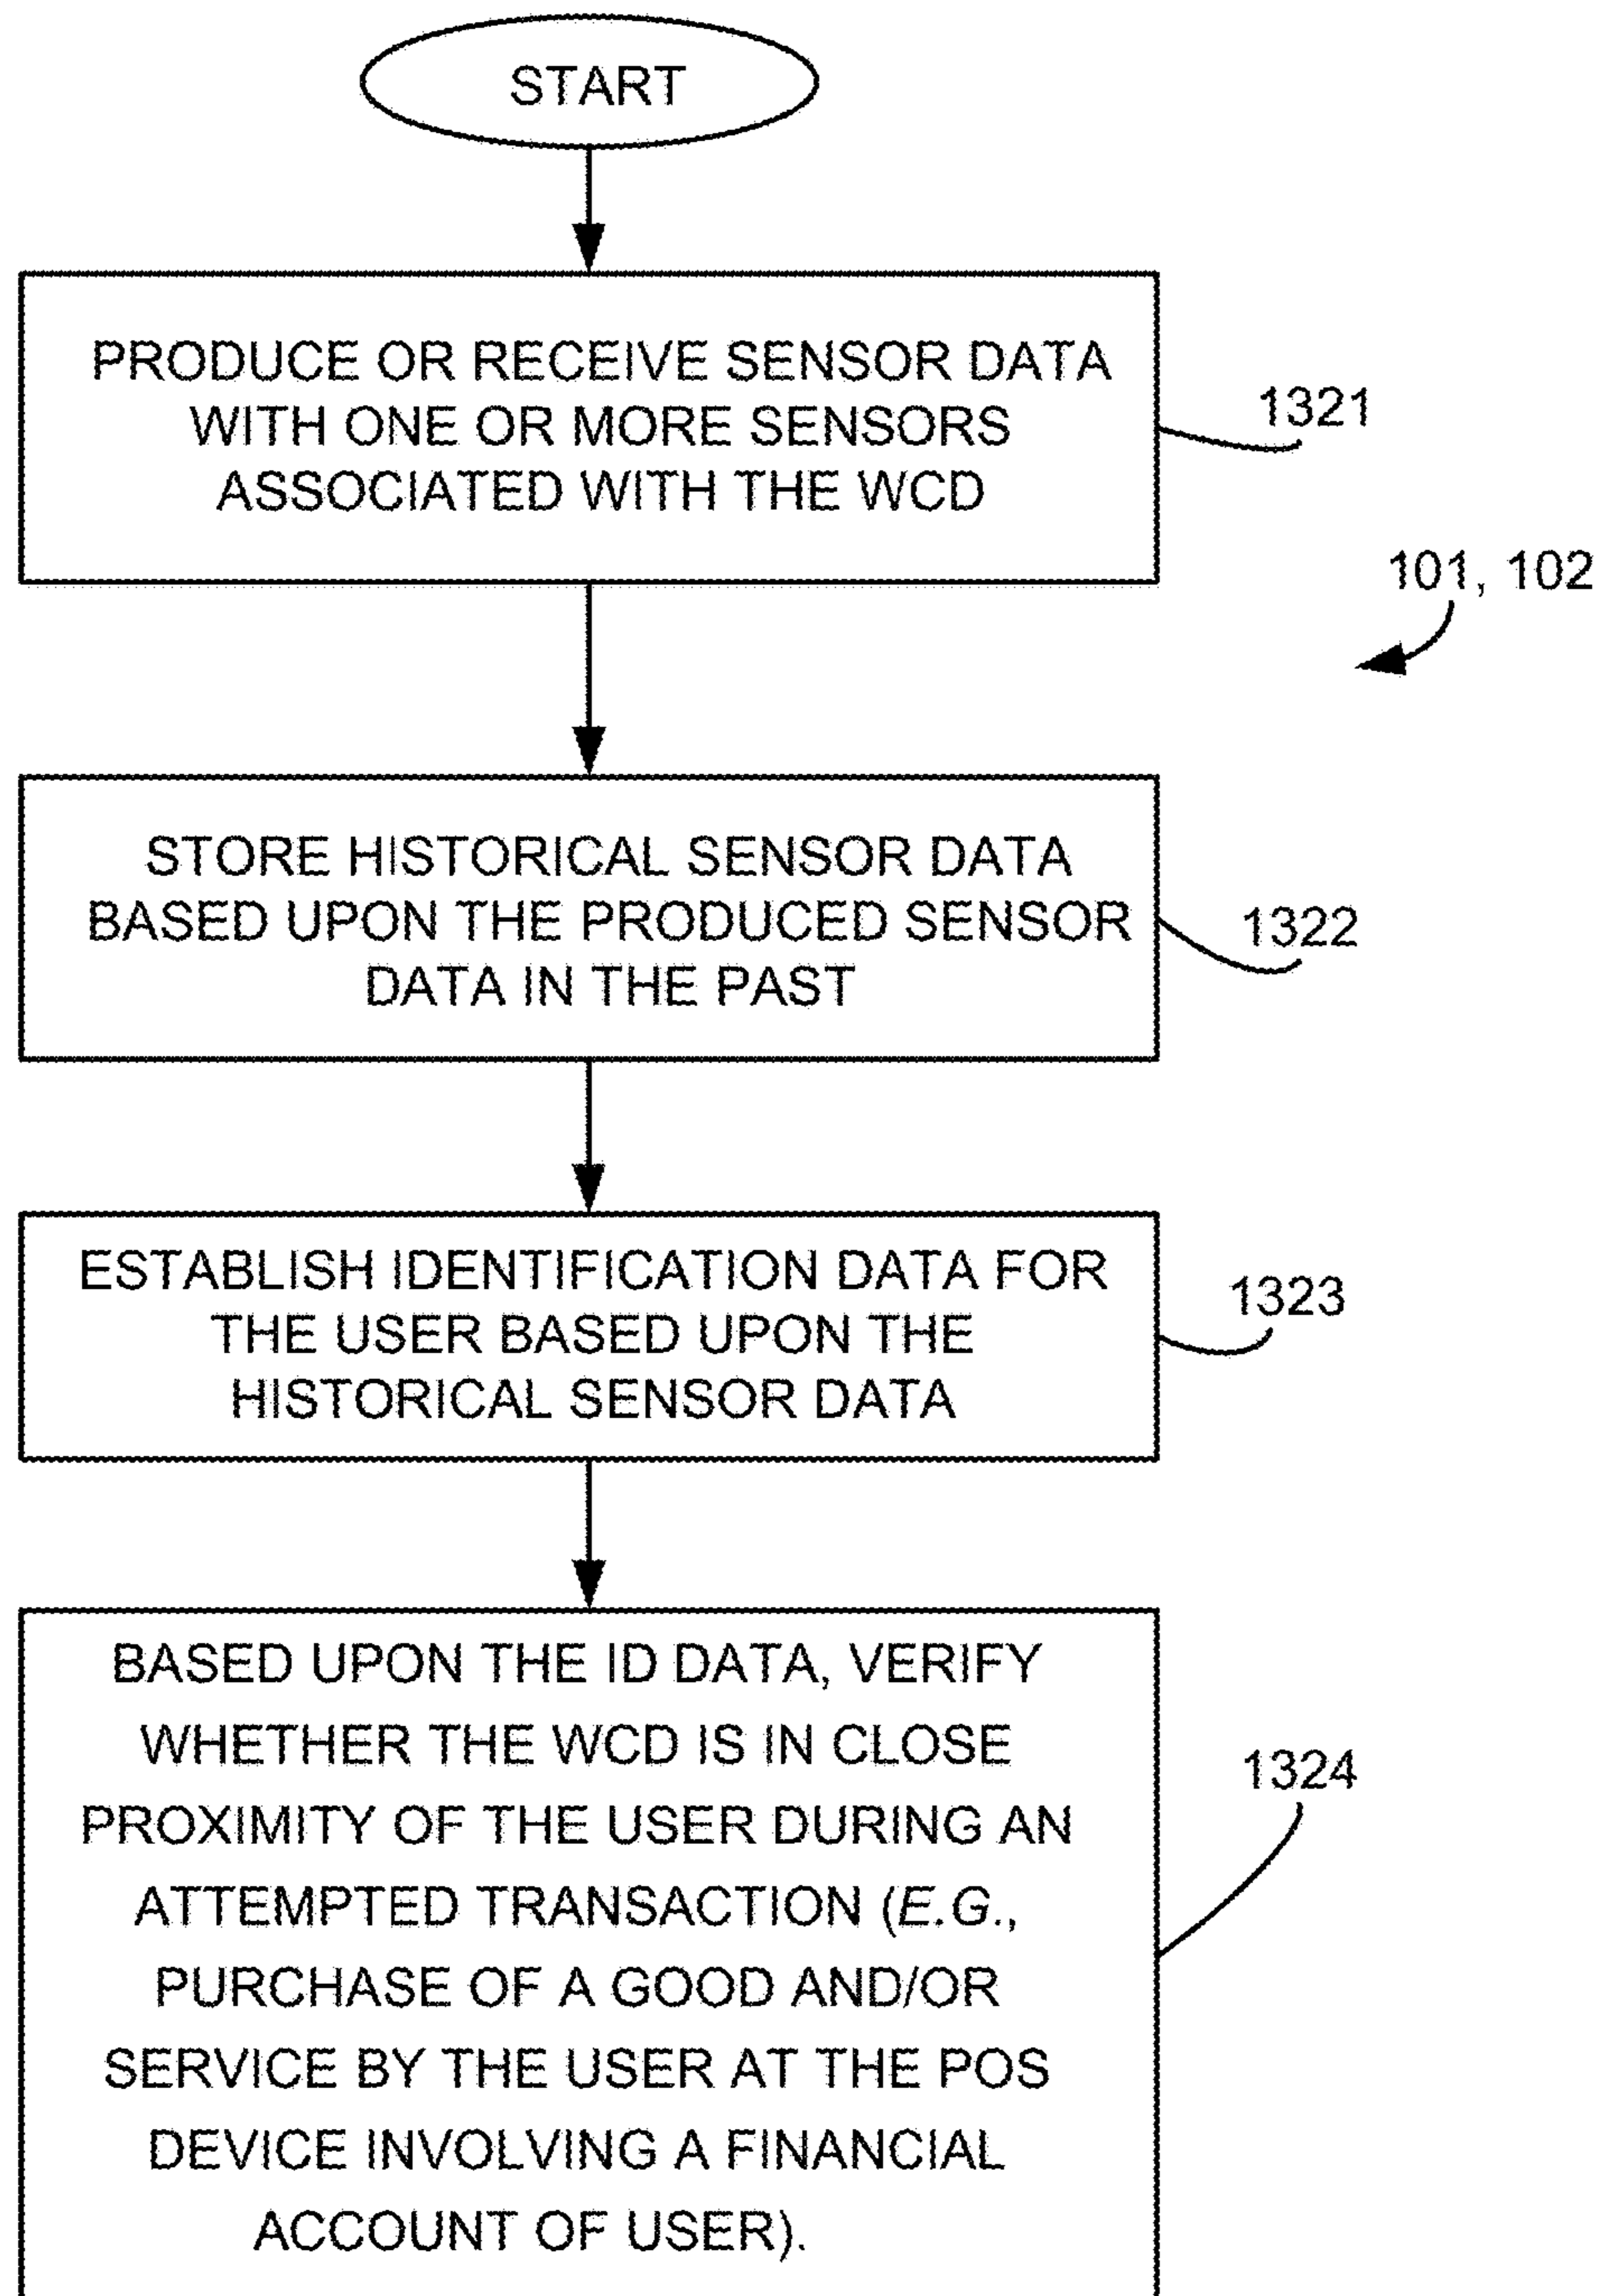 START
PRODUCE OR RECEIVE SENSOR DATA
WITH ONE OR MORE SENSORS
ASSOCIATED WITH THE WCD
1321
101, 102
STORE HISTORICAL SENSOR DATA
BASED UPON THE PRODUCED SENSOR
DATA IN THE PAST
1322
ESTABLISH IDENTIFICATION DATA FOR
THE USER BASED UPON THE
HISTORICAL SENSOR DATA
1323
BASED UPON THE ID DATA, VERIFY
WHETHER THE WCD IS IN CLOSE
PROXIMITY OF THE USER DURING AN
ATTEMPTED TRANSACTION (E.G.,
PURCHASE OF A GOOD AND/OR
SERVICE BY THE USER AT THE POS
DEVICE INVOLVING A FINANCIAL
ACCOUNT OF USER).
1324